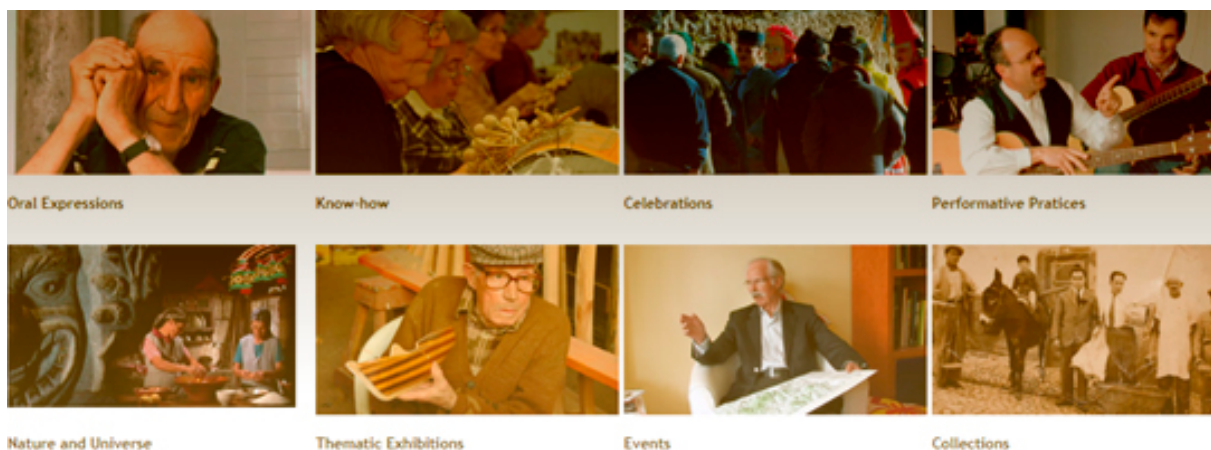 Oral Expressions
Know-how
Celebrations
Performative Pratices
Nature and Universe
Thematic Exhibitions
Events
Collections